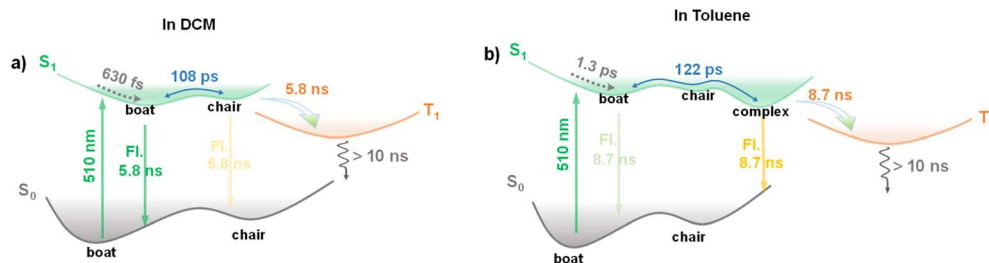 In DCM
a)
S1
630 fs
108 ps
5.8 ns
boat
chair
T1
510 nm
Fl.
5.8 ns
Fl.
5.8 ns
> 10 ns
S0
chair
boat
In Toluene
b)
S1
1.3 ps
122 ps
8.7 ns
boat
chair
complex
T
510 nm
Fl.
8.7 ns
Fl.
8.7 ns
> 10 ns
S0
chair
boat